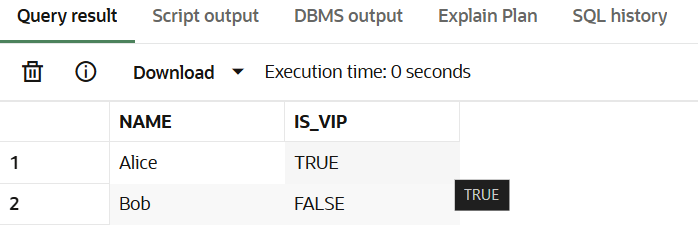 Query result Script output DBMS output Explain Plan SQL history
Download Execution time: 0 seconds
NAME IS_VIP
1 Alice TRUE
2 Bob FALSE
TRUE